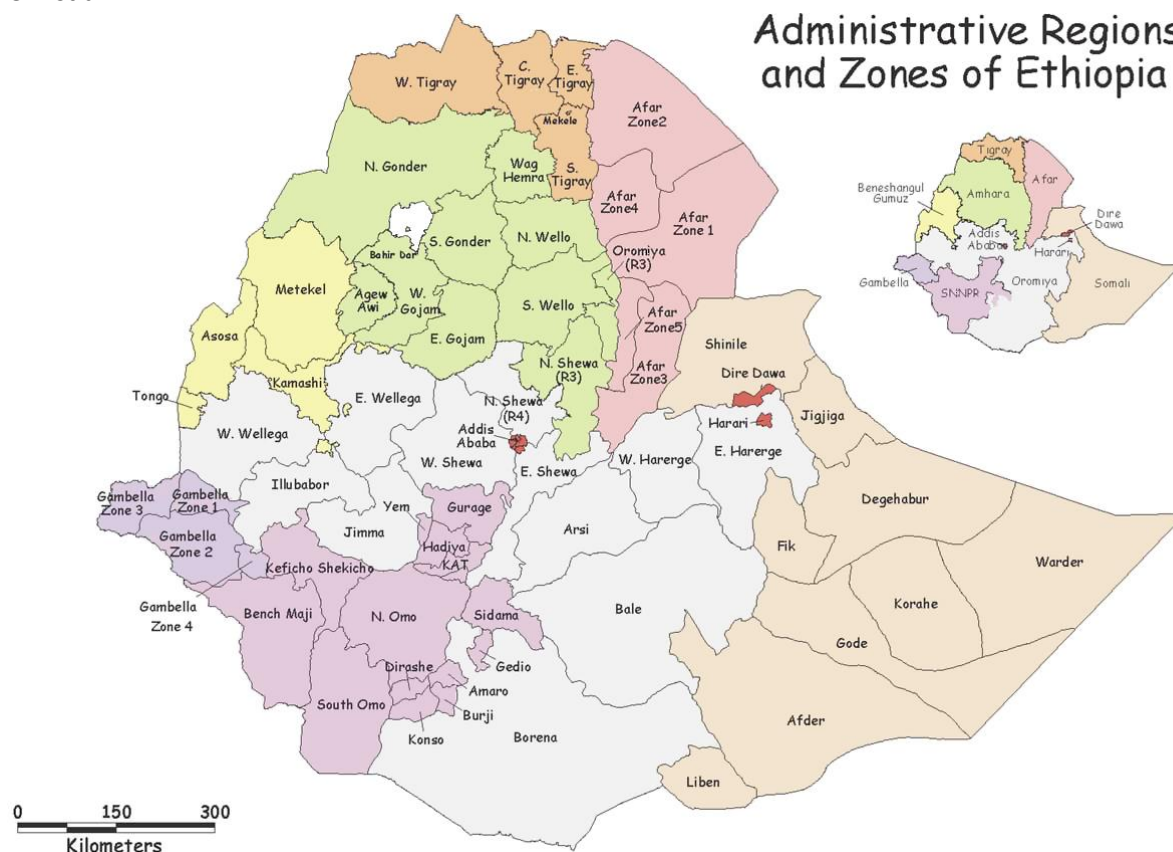 Administrative Regions
and Zones of Ethiopia
W. Tigray
C.
Tigray
E.
Tigray
Mekele
S.
Tigray
Afar
Zone2
N. Gonder
Wag
Hemra
Afar
Zone4
Afar
Zone 1
S. Gonder
N. Wello
Bahir Dar
Oromiya
(R3)
Metekel
Agew
Awi
W.
Gojam
S. Wello
E. Gojam
Afar
Zone5
Asosa
Shinile
N. Shewa
(R3)
Afar
Zone3
Dire Dawa
Kamashi
Tongo
E. Wellega
N. Shewa
(R4)
Jigjiga
Harari
W. Wellega
Addis
Ababa
W. Shewa
E. Shewa
W. Harerge
E. Harerge
Illubabor
Gambella
Zone 3
Gambella
Zone 1
Degehabur
Yem
Gurage
Gambella
Zone 2
Jimma
Arsi
Hadiya
Fik
KAT
Keficho Shekicho
Warder
Gambella
Zone 4
Bench Maji
N. Omo
Sidama
Bale
Korahe
Gode
Dirashe
Gedio
Amaro
South Omo
Burji
Konso
Borena
Afder
Liben
Tigray
Beneshangul
Gumuz
Amhara
Afar
Dire
Dawa
Addis
Ababa
Harari
Gambella
SNNPR
Oromiya
Somali
0 150 300
Kilometers